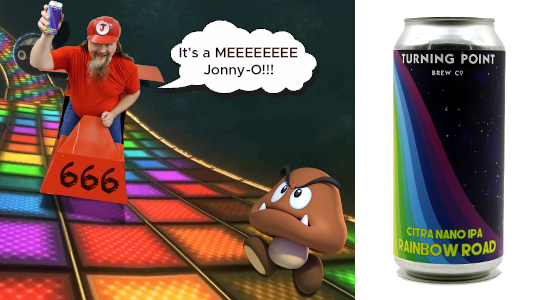 It's a MEEEEEEEE
Jonny-O!!!
J
666
TURNING POINT
BREW Cº
CITRA NANO IPA
RAINBOW ROAD